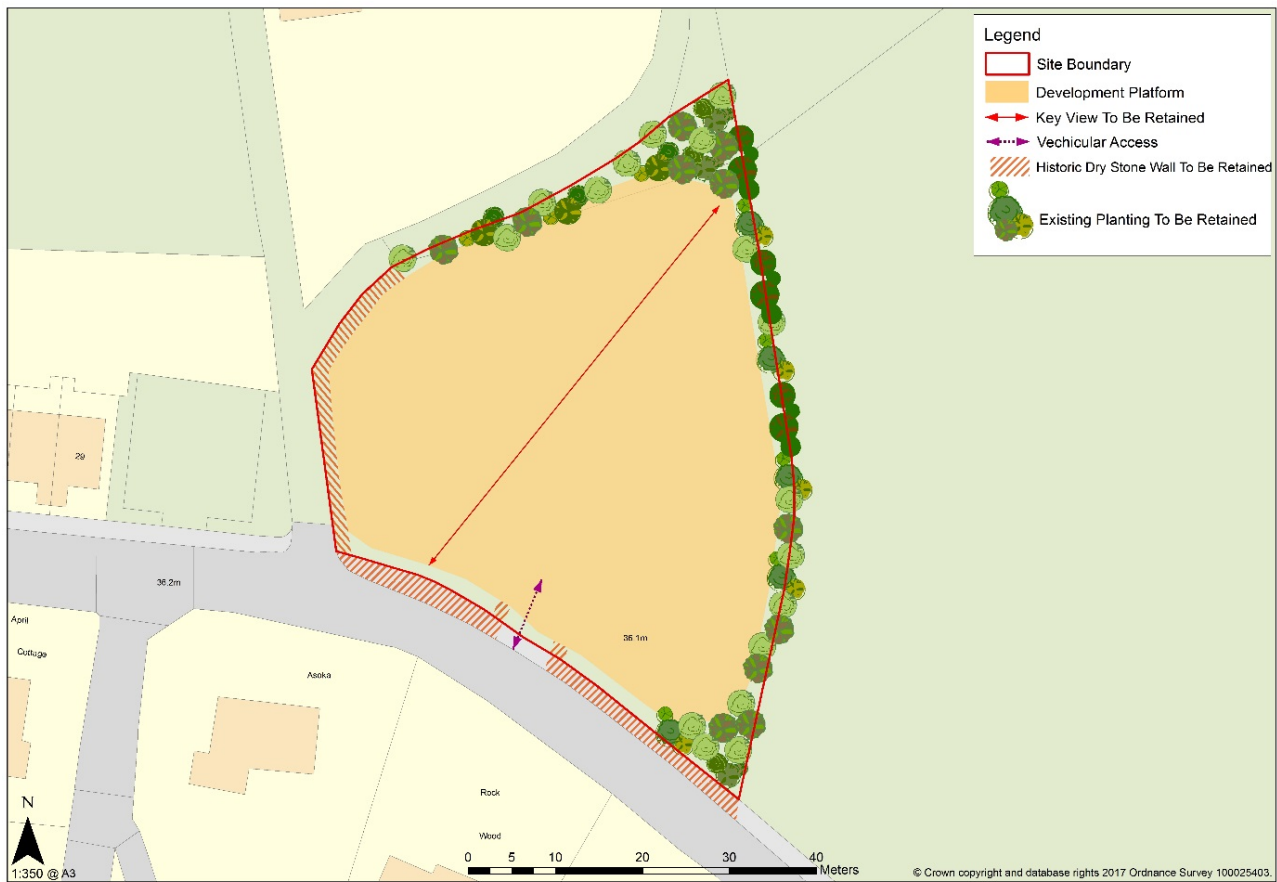 Legend
Site Boundary
Development Platform
Key View To Be Retained
Vechicular Access
Historic Dry Stone Wall To Be Retained
Existing Planting To Be Retained
29
36.2m
36.1m
April
Cottage
Asoka
Rock
Wood
N
1:350 @ A3
0 5 10 20 30 40
Meters
© Crown copyright and database rights 2017 Ordnance Survey 100025403.